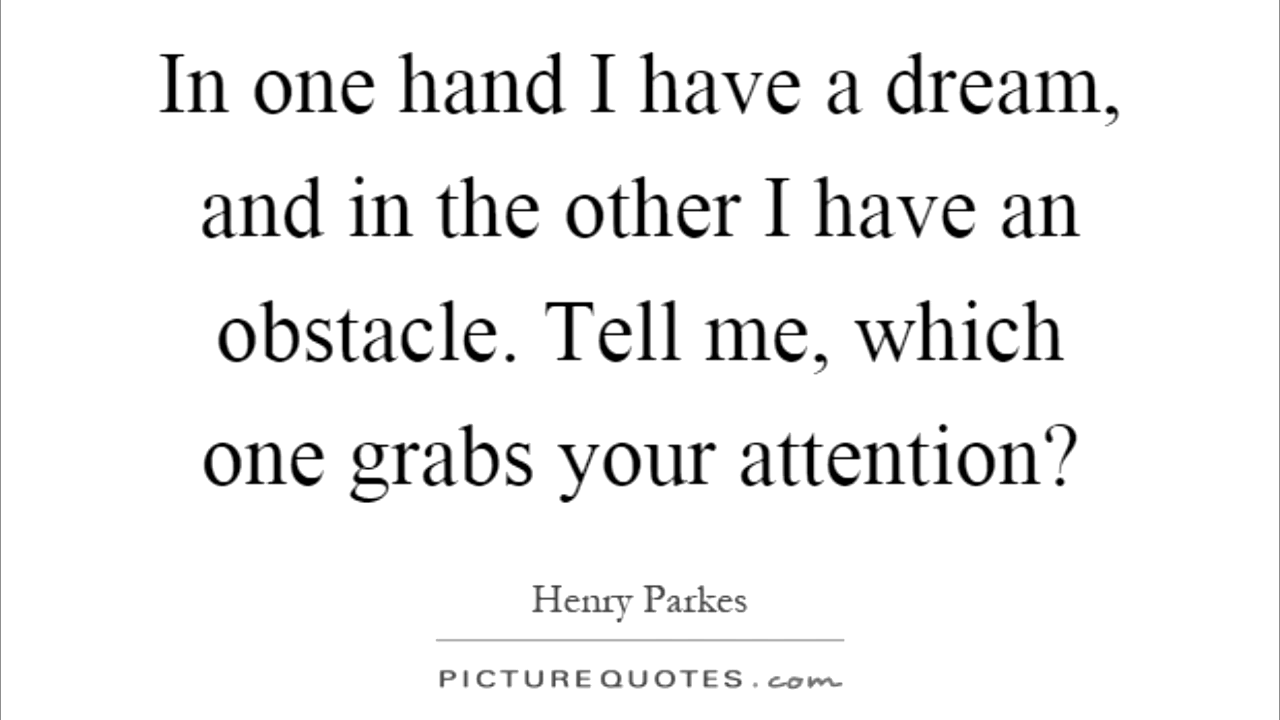 In one hand I have a dream,
and in the other I have an
obstacle. Tell me, which
one grabs your attention?
Henry Parkes
PICTUREQUOTES.com